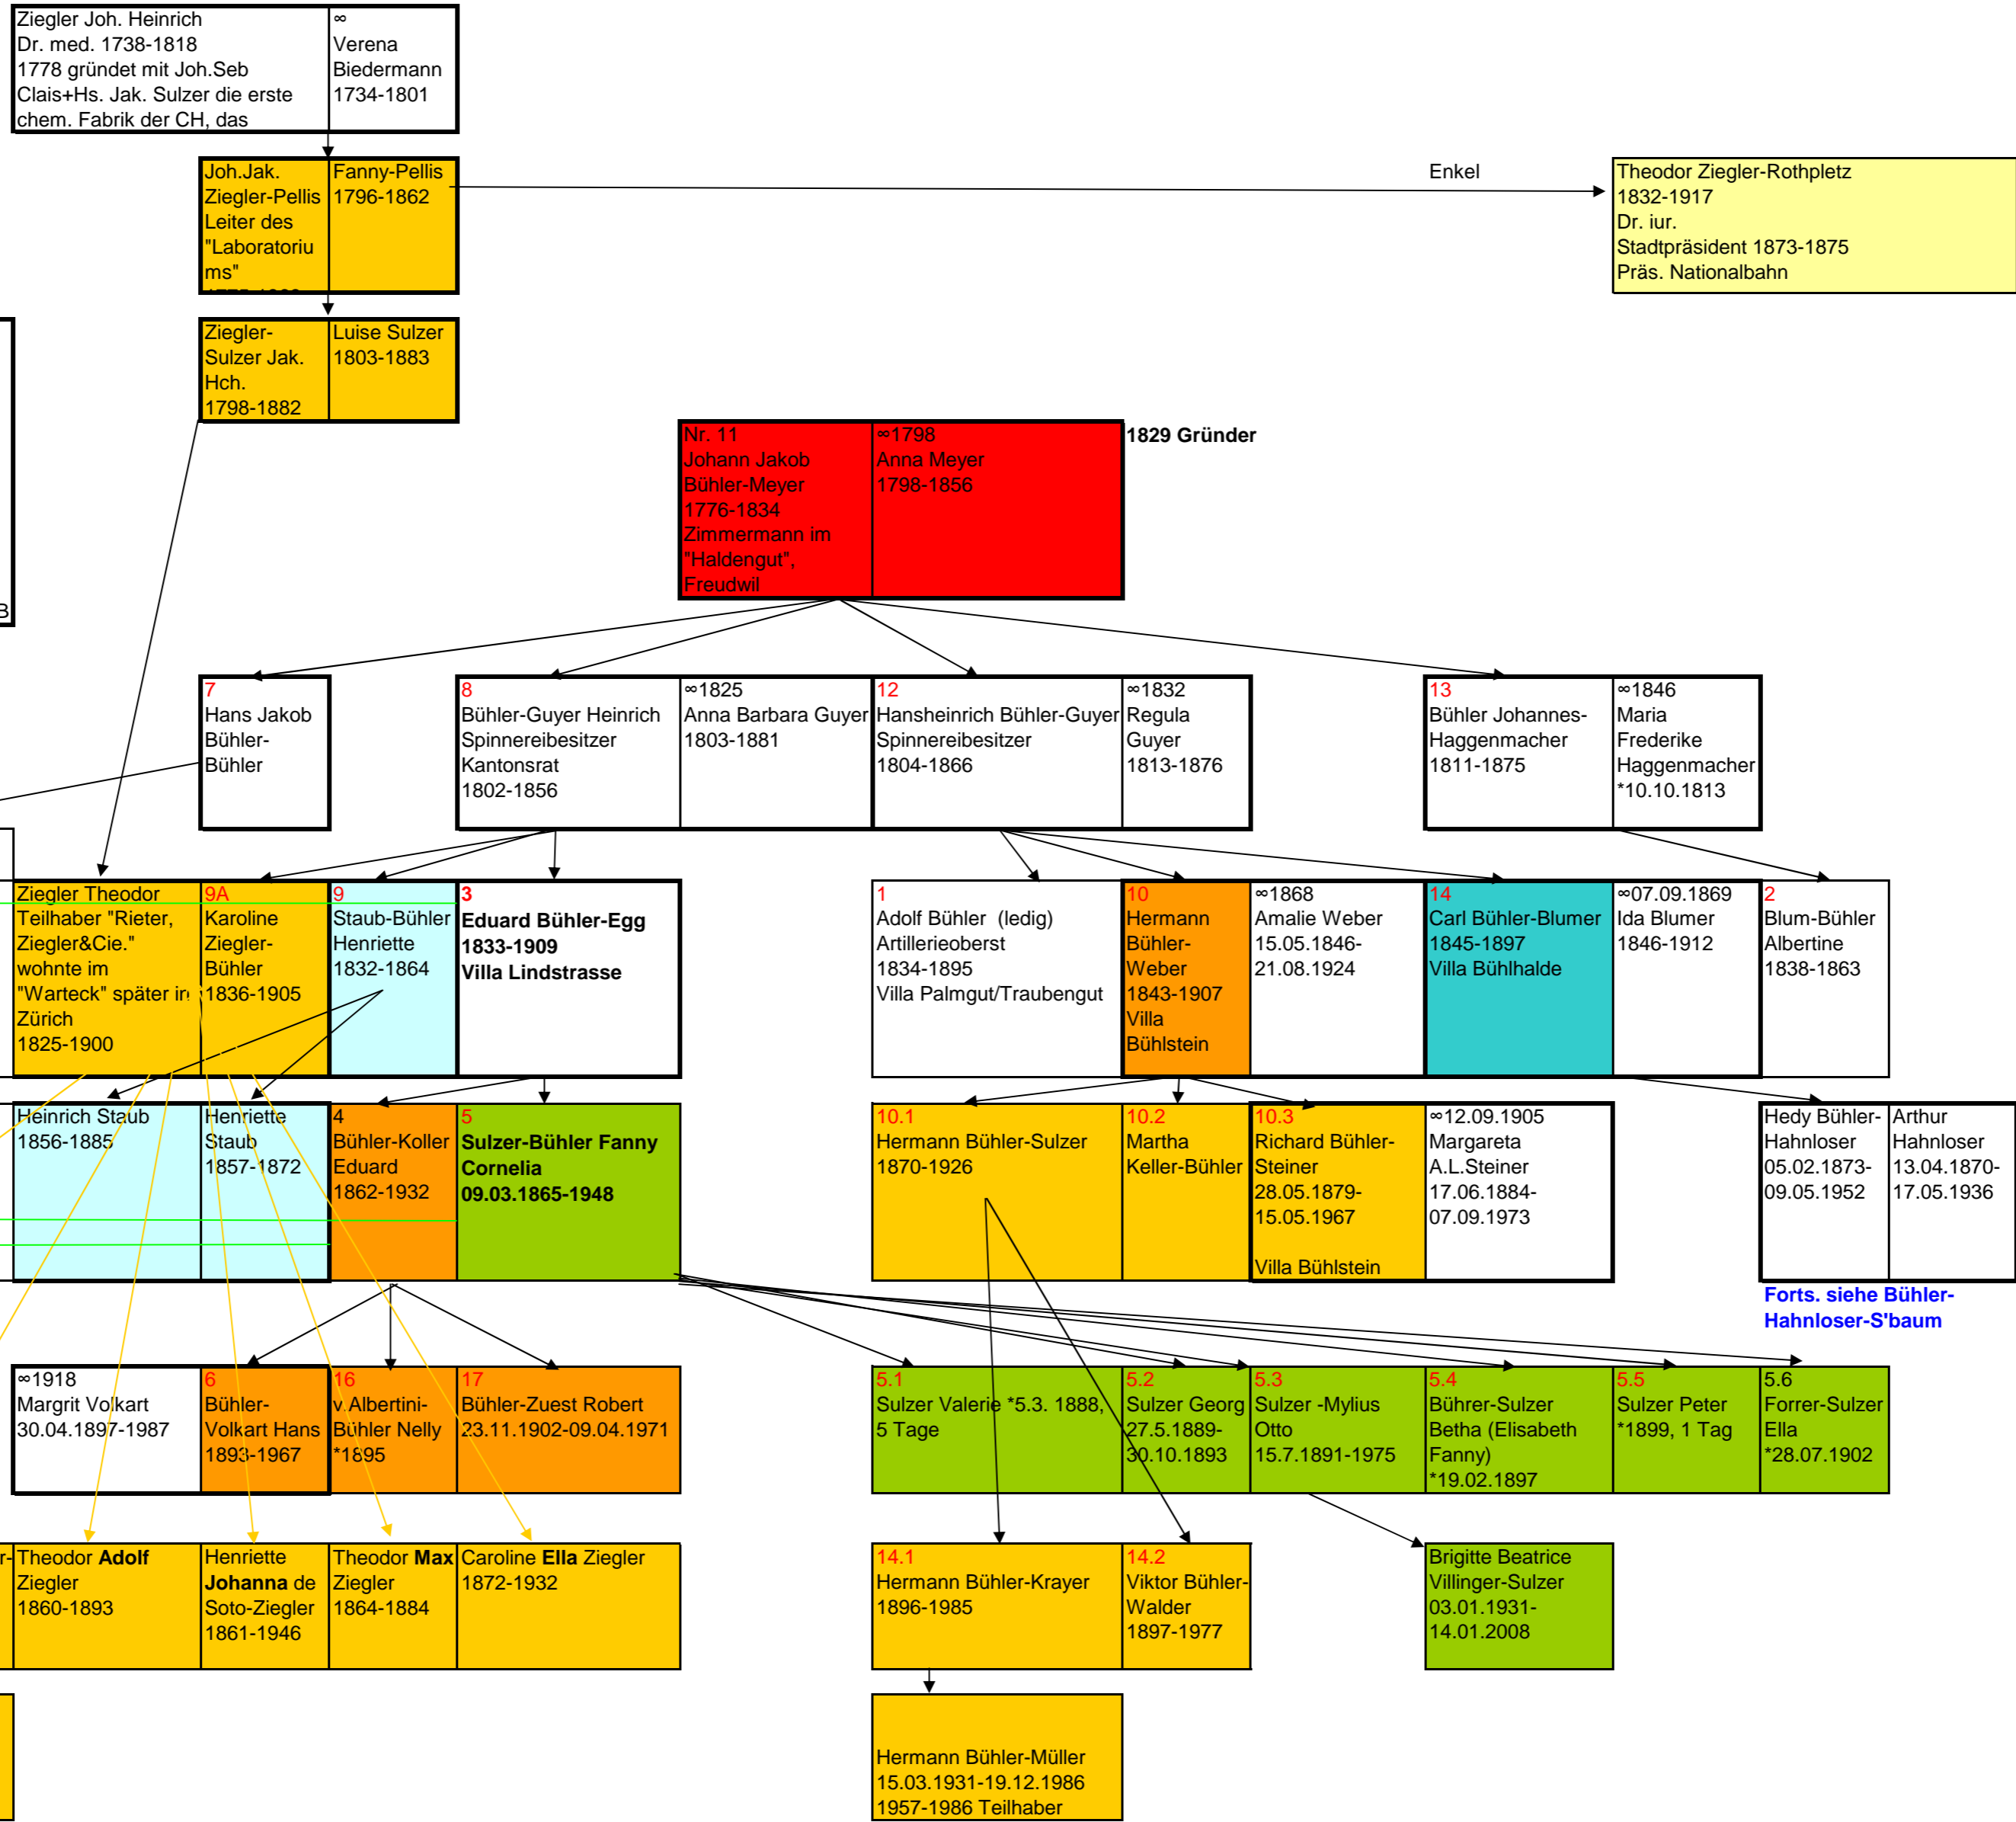 Ziegler Joh. Heinrich
Dr. med. 1738-1818
1778 gründet mit Joh.Seb
Clais+Hs. Jak. Sulzer die erste
chem. Fabrik der CH, das
∞
Verena
Biedermann
1734-1801
Joh.Jak.
Ziegler-Pellis
Leiter des
"Laboratoriu
ms"
Fanny-Pellis
1796-1862
Enkel
Theodor Ziegler-Rothpletz
1832-1917
Dr. iur.
Stadtpräsident 1873-1875
Präs. Nationalbahn
Ziegler-
Sulzer Jak.
Hch.
1798-1882
Luise Sulzer
1803-1883
Nr. 11
Johann Jakob
Bühler-Meyer
1776-1834
Zimmermann im
"Haldengut",
Freudwil
∞1798
Anna Meyer
1798-1856
1829 Gründer
B
7
Hans Jakob
Bühler-
Bühler
8
Bühler-Guyer Heinrich
Spinnereibesitzer
Kantonsrat
1802-1856
∞1825
Anna Barbara Guyer
1803-1881
12
Hansheinrich Bühler-Guyer
Spinnereibesitzer
1804-1866
∞1832
Regula
Guyer
1813-1876
13
Bühler Johannes-
Haggenmacher
1811-1875
∞1846
Maria
Frederike
Haggenmacher
*10.10.1813
Ziegler Theodor
Teilhaber "Rieter,
Ziegler&Cie."
wohnte im
"Warteck" später in
Zürich
1825-1900
9A
Karoline
Ziegler-
Bühler
1836-1905
9
Staub-Bühler
Henriette
1832-1864
3
Eduard Bühler-Egg
1833-1909
Villa Lindstrasse
1
Adolf Bühler  (ledig)
Artillerieoberst
1834-1895
Villa Palmgut/Traubengut
10
Hermann
Bühler-
Weber
1843-1907
Villa
Bühlstein
∞1868
Amalie Weber
15.05.1846-
21.08.1924
14
Carl Bühler-Blumer
1845-1897
Villa Bühlhalde
∞07.09.1869
Ida Blumer
1846-1912
2
Blum-Bühler
Albertine
1838-1863
Heinrich Staub
1856-1885
Henriette
Staub
1857-1872
4
Bühler-Koller
Eduard
1862-1932
5
Sulzer-Bühler Fanny
Cornelia
09.03.1865-1948
10.1
Hermann Bühler-Sulzer
1870-1926
10.2
Martha
Keller-Bühler
10.3
Richard Bühler-
Steiner
28.05.1879-
15.05.1967
Villa Bühlstein
∞12.09.1905
Margareta
A.L.Steiner
17.06.1884-
07.09.1973
Hedy Bühler-
Hahnloser
05.02.1873-
09.05.1952
Arthur
Hahnloser
13.04.1870-
17.05.1936
Forts. siehe Bühler-
Hahnloser-S'baum
∞1918
Margrit Volkart
30.04.1897-1987
6
Bühler-
Volkart Hans
1893-1967
16
v.Albertini-
Bühler Nelly
*1895
17
Bühler-Zuest Robert
23.11.1902-09.04.1971
5.1
Sulzer Valerie *5.3. 1888,
5 Tage
5.2
Sulzer Georg
27.5.1889-
30.10.1893
5.3
Sulzer -Mylius
Otto
15.7.1891-1975
5.4
Bührer-Sulzer
Betha (Elisabeth
Fanny)
*19.02.1897
5.5
Sulzer Peter
*1899, 1 Tag
5.6
Forrer-Sulzer
Ella
*28.07.1902
r-
Theodor Adolf
Ziegler
1860-1893
Henriette
Johanna de
Soto-Ziegler
1861-1946
Theodor Max
Ziegler
1864-1884
Caroline Ella Ziegler
1872-1932
14.1
Hermann Bühler-Krayer
1896-1985
14.2
Viktor Bühler-
Walder
1897-1977
Brigitte Beatrice
Villinger-Sulzer
03.01.1931-
14.01.2008
Hermann Bühler-Müller
15.03.1931-19.12.1986
1957-1986 Teilhaber